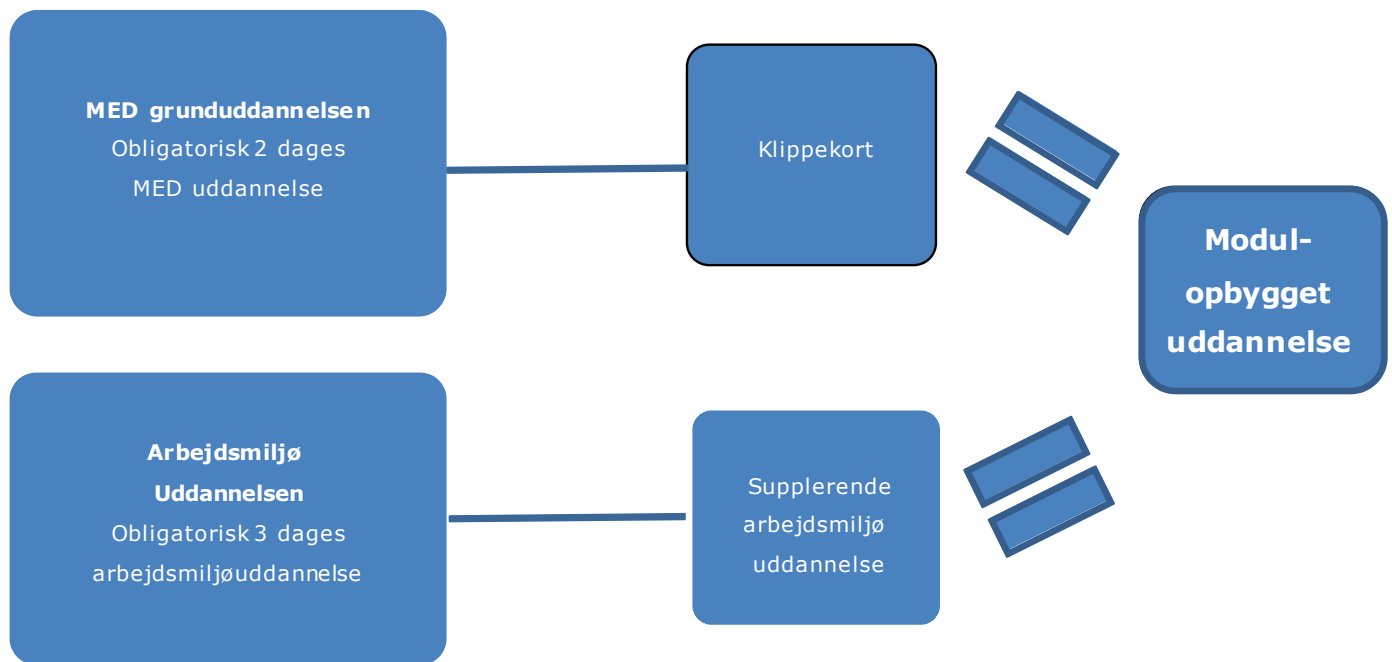 MED grunduddannelsen
Obligatorisk 2 dages
MED uddannelse
Klippekort
Modul-
opbygget
uddannelse
Arbejdsmiljø
Uddannelsen
Obligatorisk 3 dages
arbejdsmiljøuddannelse
Supplerende
arbejdsmiljø
uddannelse